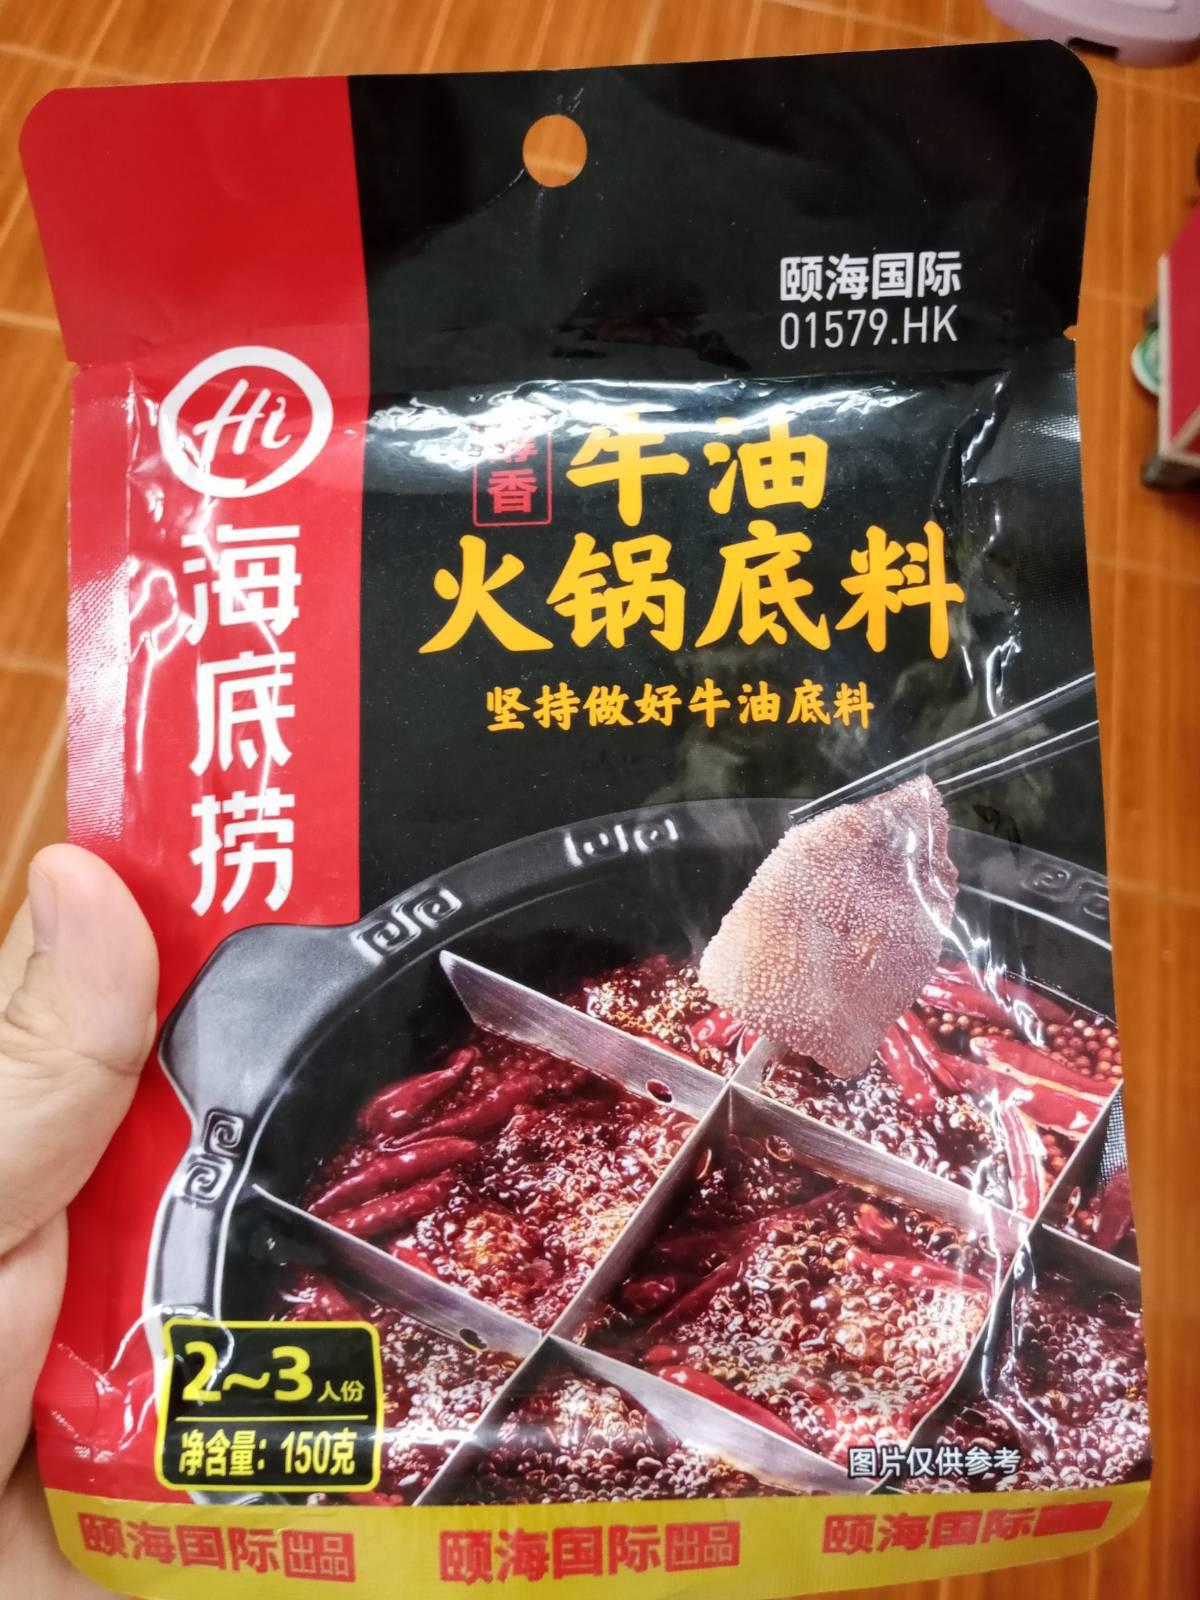 颐海国际
01579.HK
Hi
海底捞
香
牛油
火锅底料
坚持做好牛油底料
2~3人份
净含量：150克
图片仅供参考
颐海国际出品
颐海国际出品
颐海国际